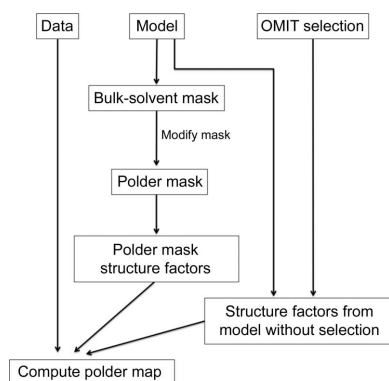 Data
Model
OMIT selection
Bulk-solvent mask
Modify mask
Polder mask
Polder mask
structure factors
Structure factors from
model without selection
Compute polder map